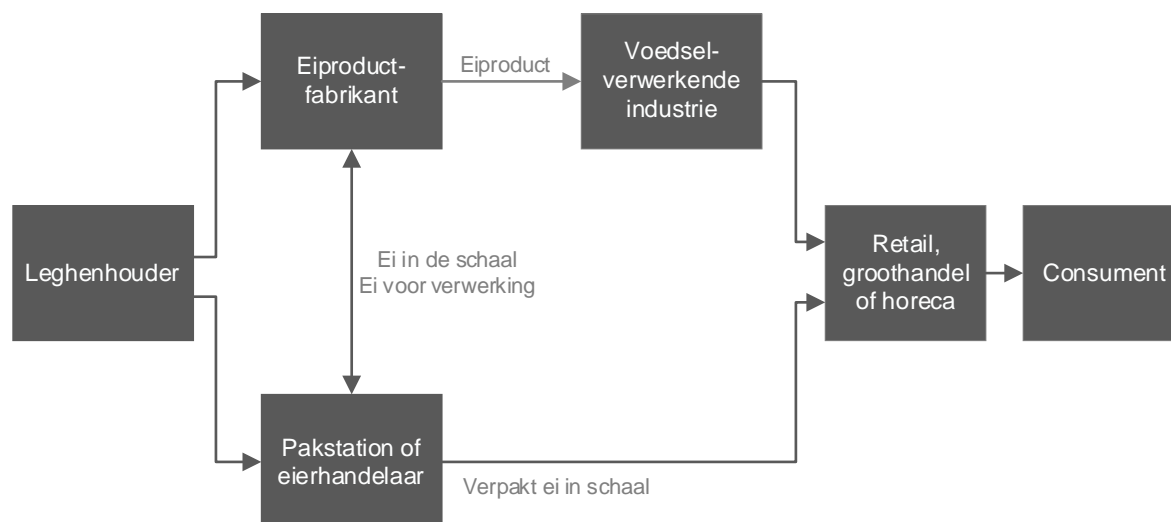 Eiproduct-
fabrikant
Eiproduct
Voedsel-
verwerkende
industrie
Leghenhouder
Ei in de schaal
Ei voor verwerking
Retail,
groothandel
of horeca
Consument
Pakstation of
eierhandelaar
Verpakt ei in schaal